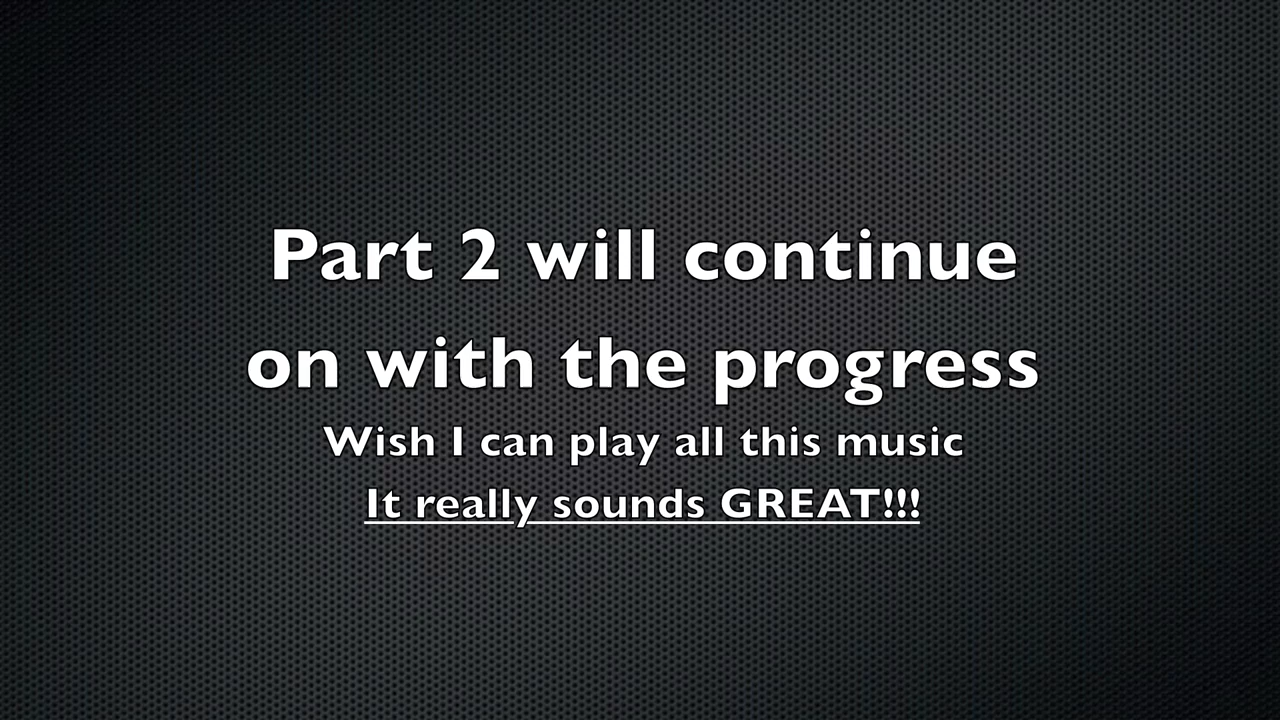 Part 2 will continue
on with the progress
Wish I can play all this music
It really sounds GREAT!!!